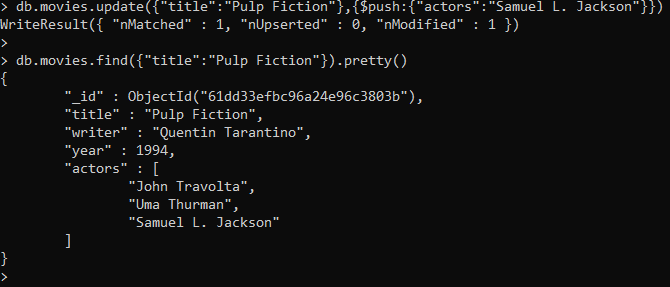 > db.movies.update({"title":"Pulp Fiction"},{$push:{"actors":"Samuel L. Jackson"}})
WriteResult({ "nMatched" : 1, "nUpserted" : 0, "nModified" : 1 })
>
> db.movies.find({"title":"Pulp Fiction"}).pretty()
{
        "_id" : ObjectId("61dd33efbc96a24e96c3803b"),
        "title" : "Pulp Fiction",
        "writer" : "Quentin Tarantino",
        "year" : 1994,
        "actors" : [
                "John Travolta",
                "Uma Thurman",
                "Samuel L. Jackson"
        ]
}
>